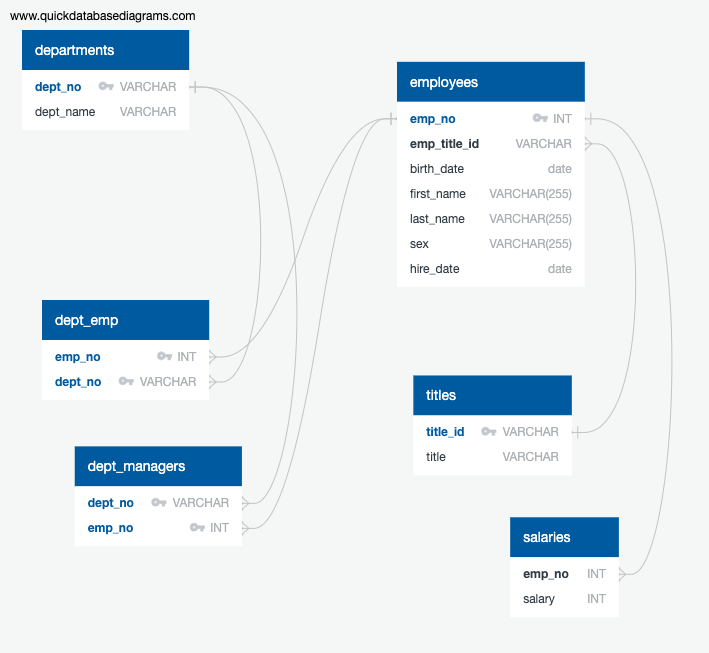 www.quickdatabasediagrams.com
departments
dept_no VARCHAR
dept_name VARCHAR
employees
emp_no INT
emp_title_id VARCHAR
birth_date date
first_name VARCHAR(255)
last_name VARCHAR(255)
sex VARCHAR(255)
hire_date date
dept_emp
emp_no INT
dept_no VARCHAR
titles
title_id VARCHAR
title VARCHAR
dept_managers
dept_no VARCHAR
emp_no INT
salaries
emp_no INT
salary INT